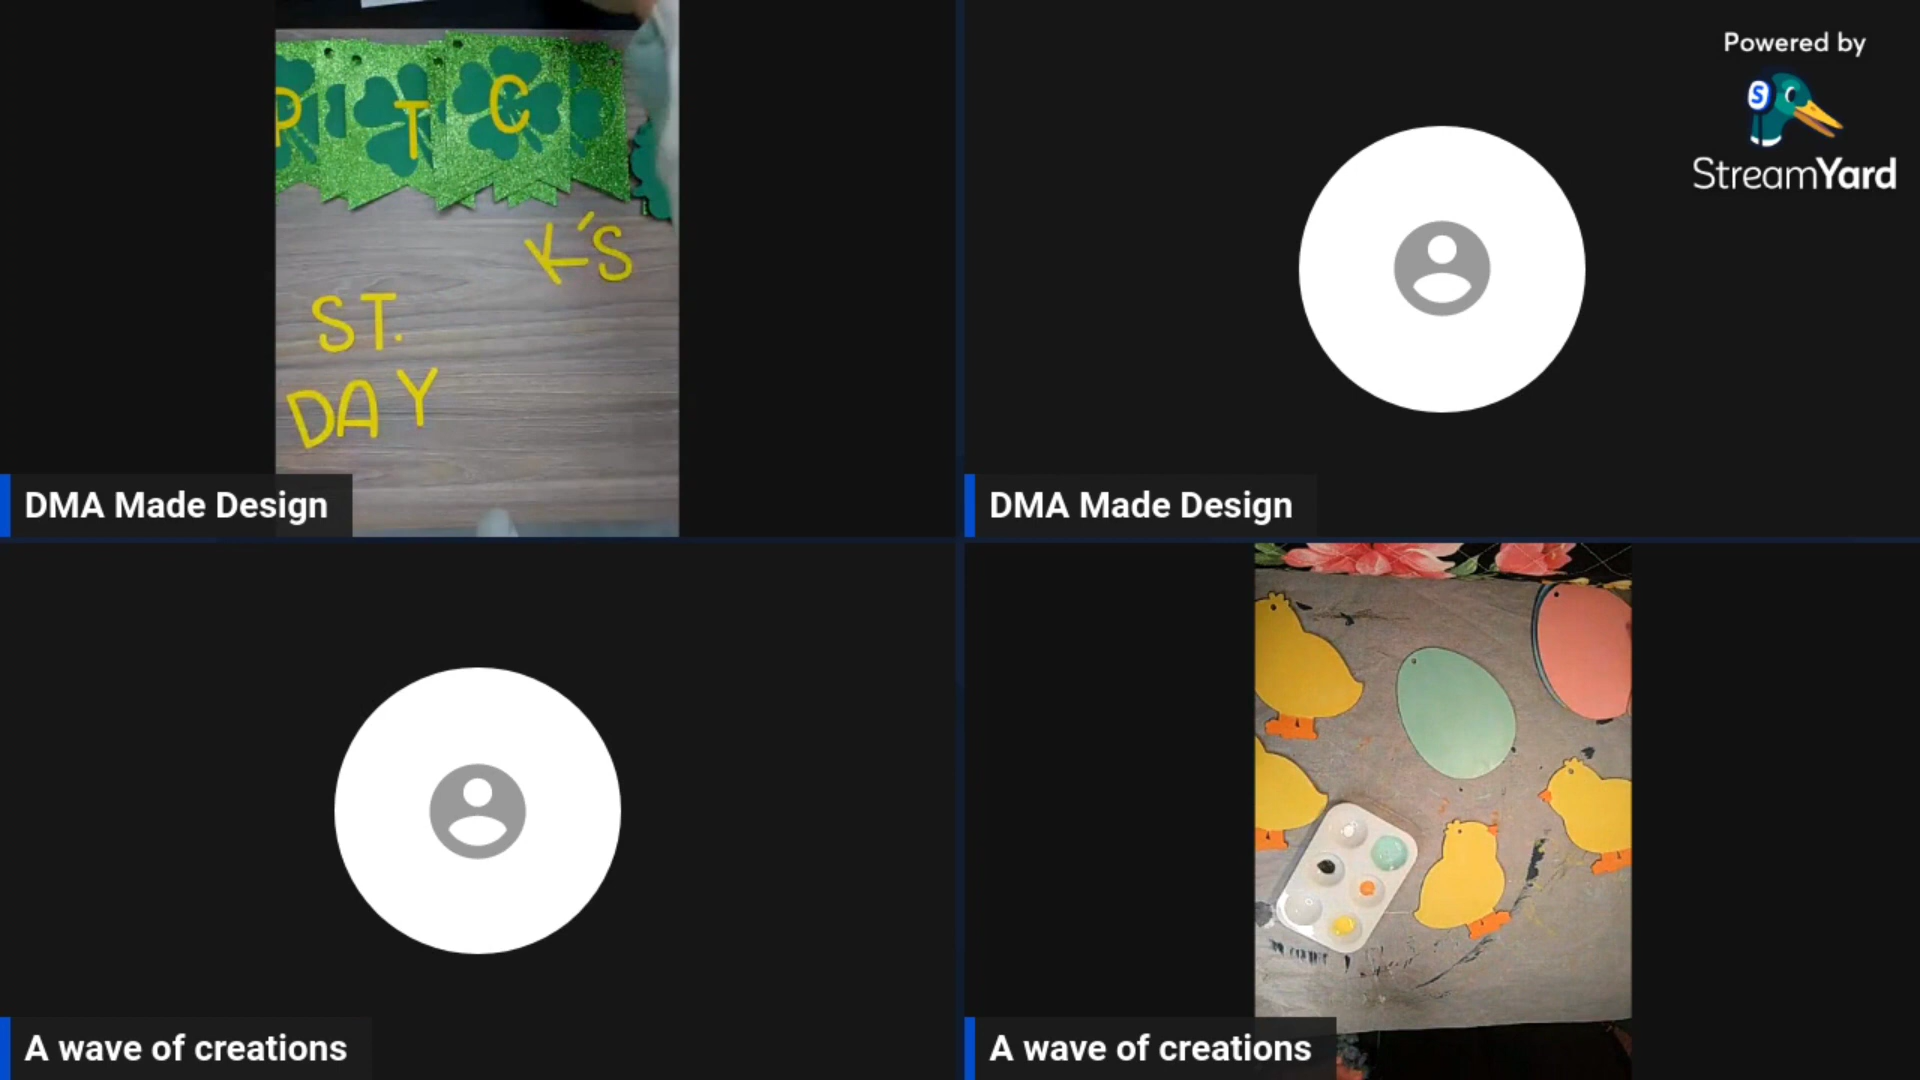 P T C
K'S
ST.
DAY
DMA Made Design
Powered by
S
StreamYard
DMA Made Design
A wave of creations
A wave of creations